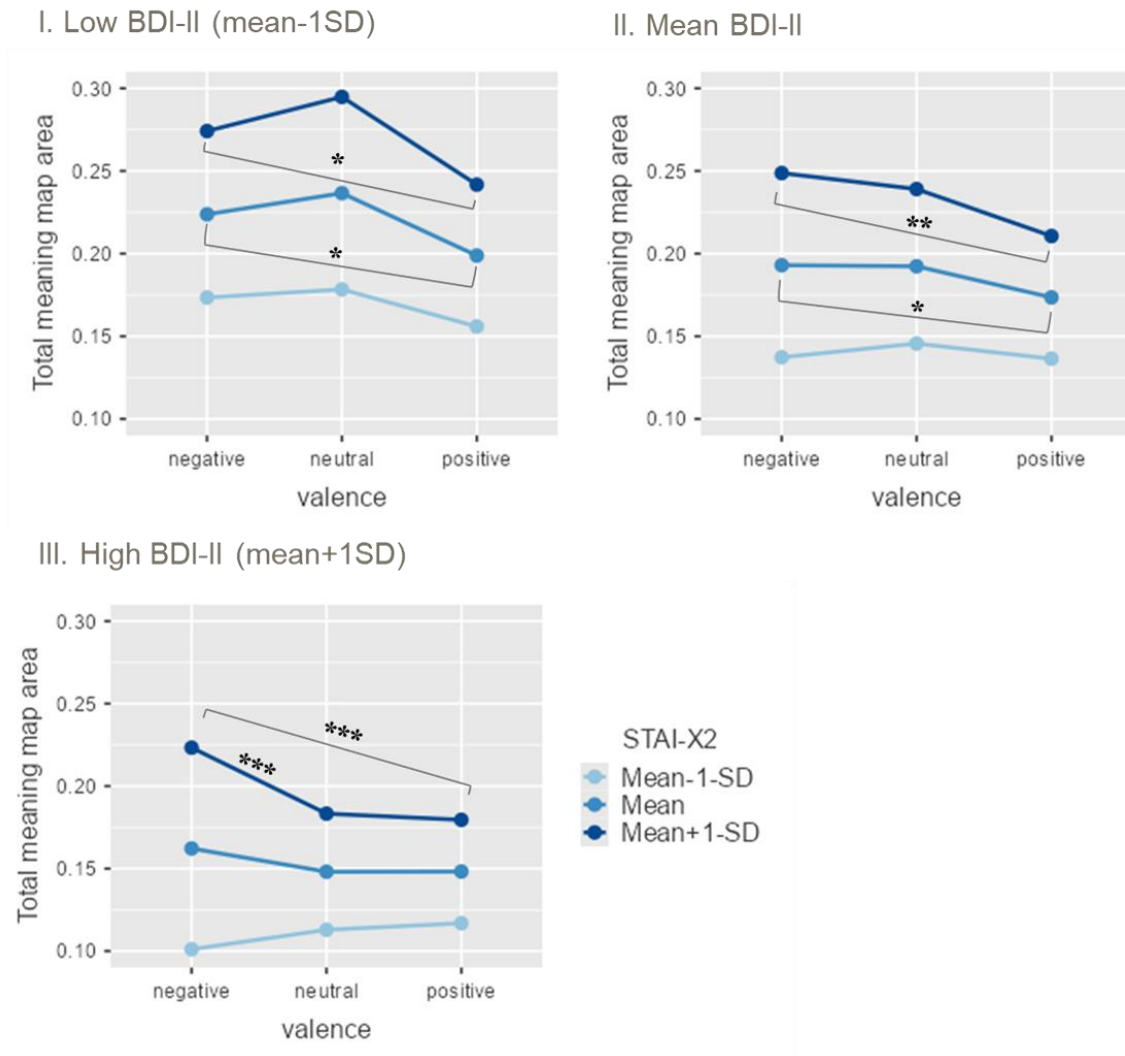 I. Low BDI-II (mean-1SD)
Total meaning map area
0.30
0.25
0.20
0.15
0.10
*
*
negative neutral positive
valence
II. Mean BDI-II
Total meaning map area
0.30
0.25
0.20
0.15
0.10
**
*
negative neutral positive
valence
III. High BDI-II (mean+1SD)
Total meaning map area
0.30
0.25
0.20
0.15
0.10
***
***
negative neutral positive
valence
STAI-X2
Mean-1-SD
Mean
Mean+1-SD